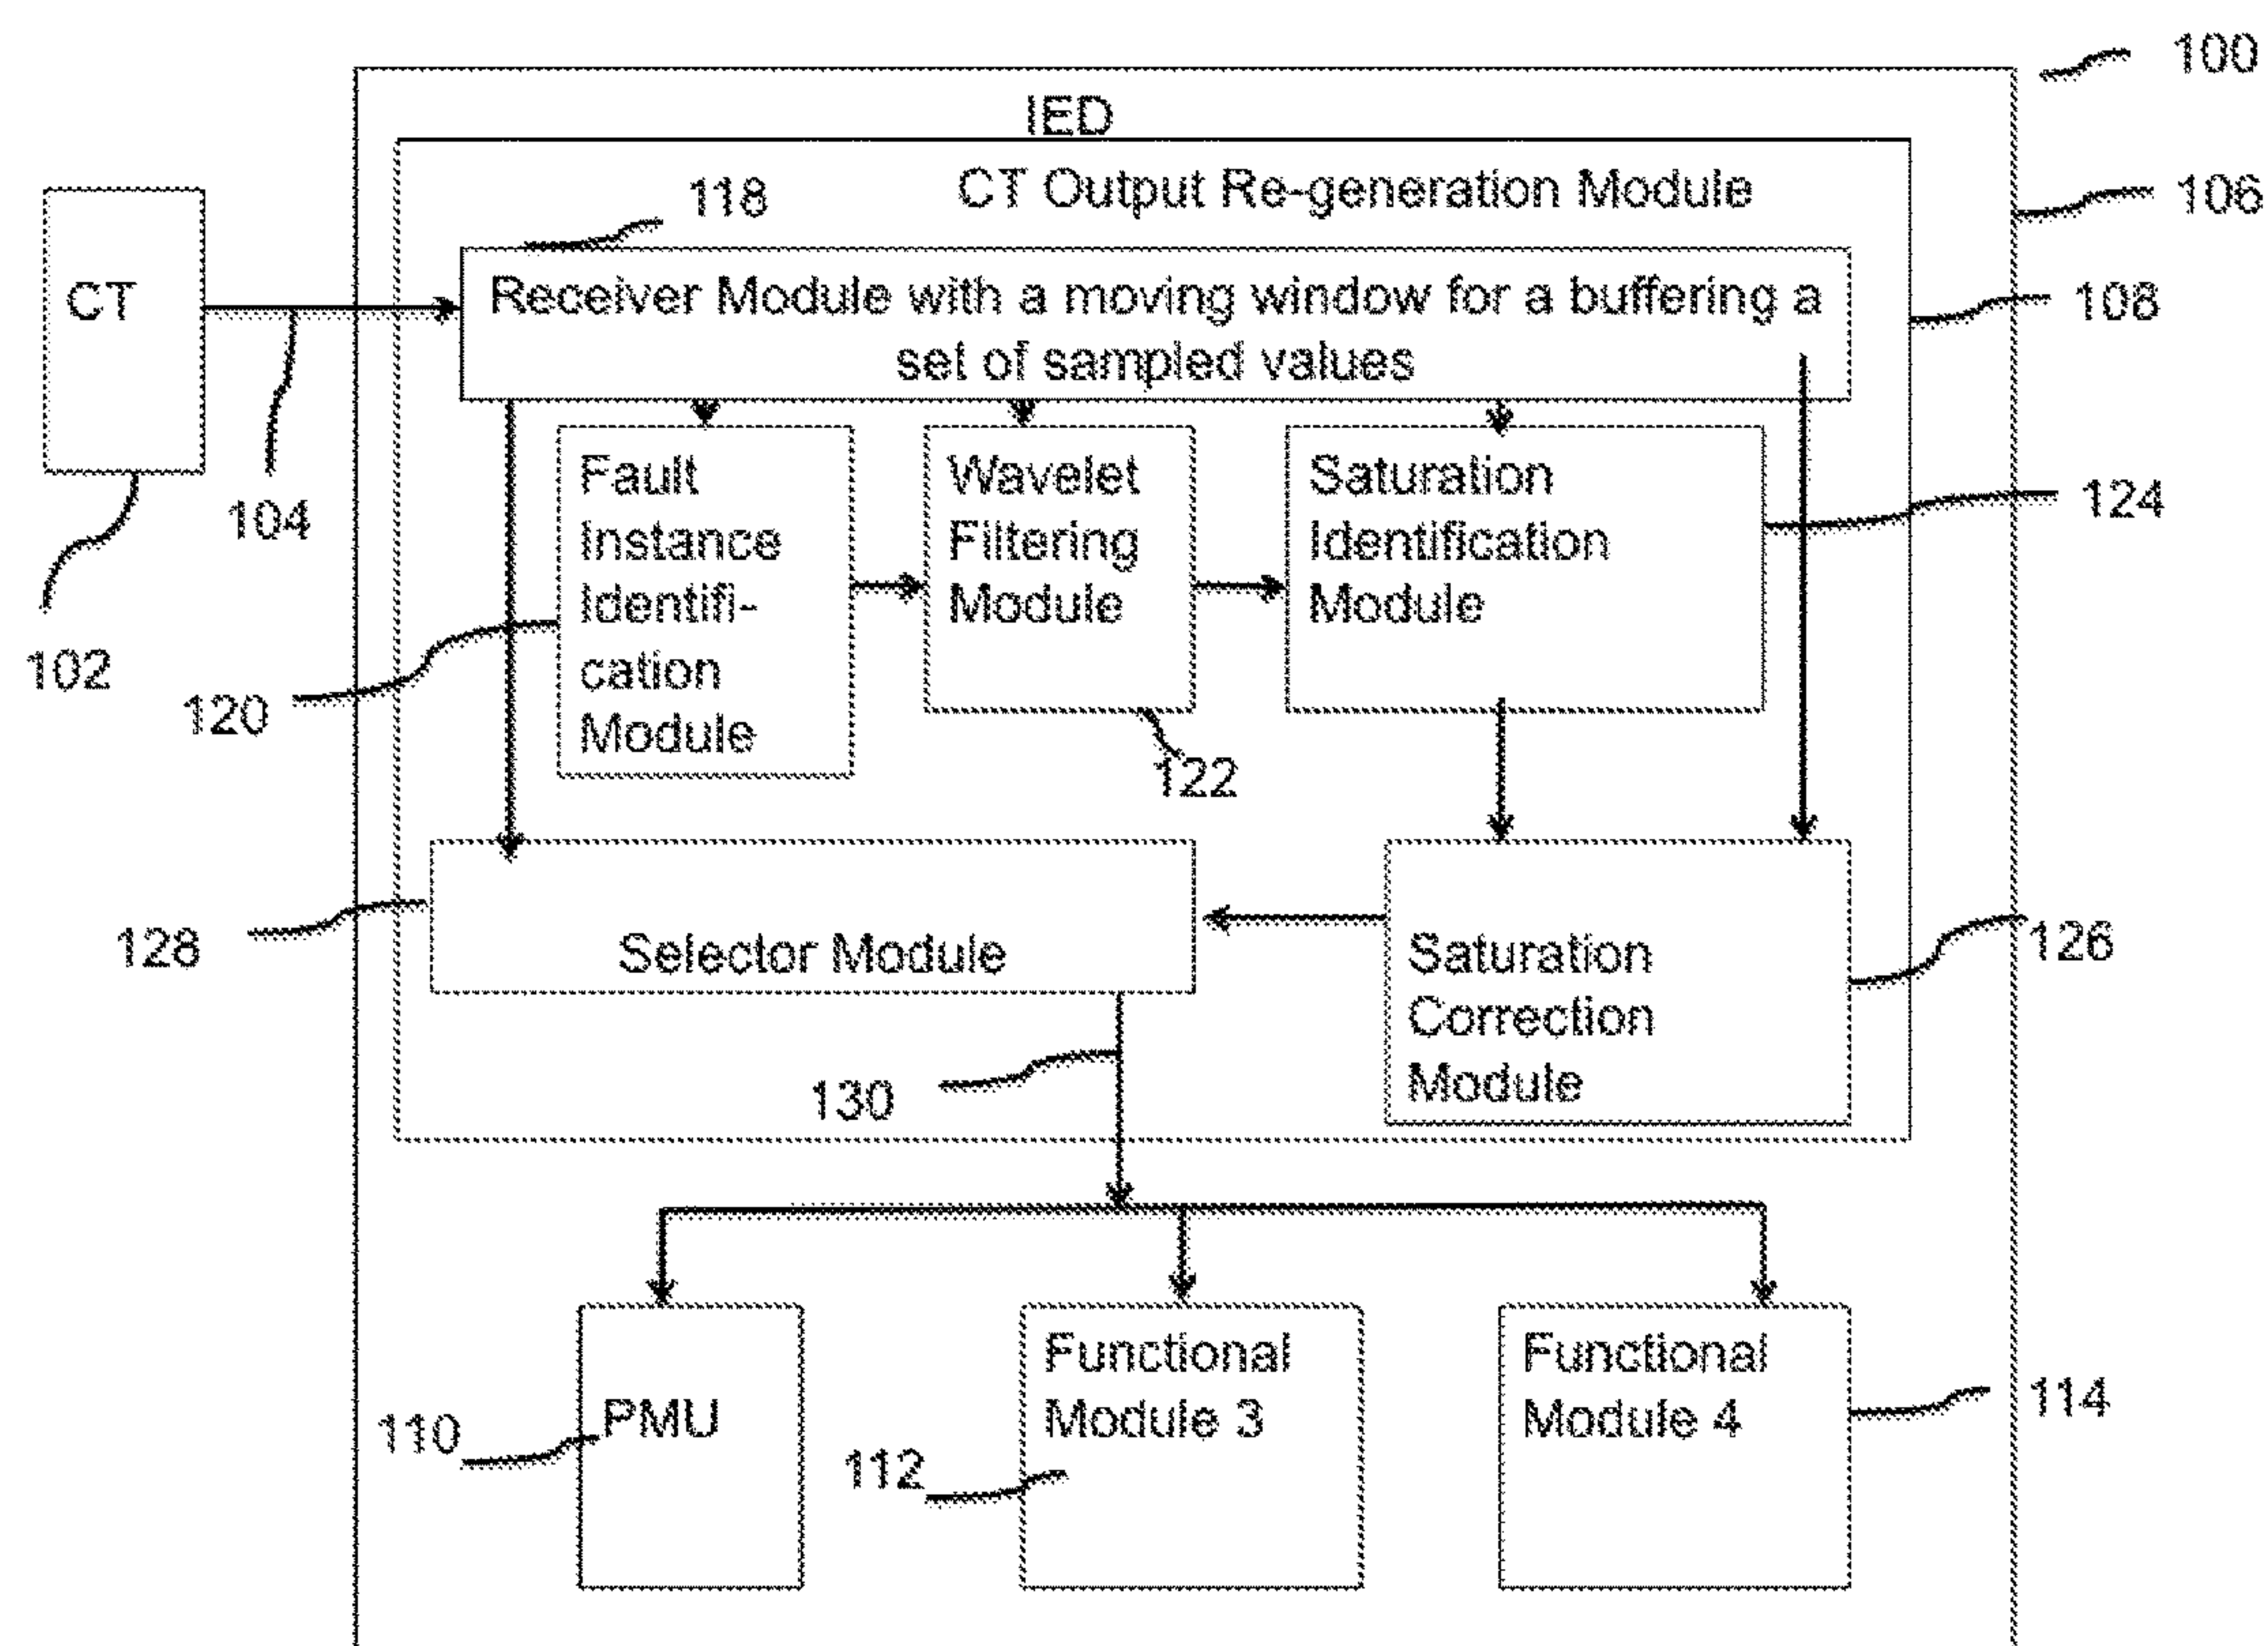 100
IED
CT Output Re-generation Module
118
106
CT
Receiver Module with a moving window for a buffering a
set of sampled values
108
104
Fault
Instance
Identifi-
cation
Module
Wavelet
Filtering
Module
Saturation
Identification
Module
124
102
120
122
128
Selector Module
Saturation
Correction
Module
126
130
110
PMU
112
Functional
Module 3
Functional
Module 4
114